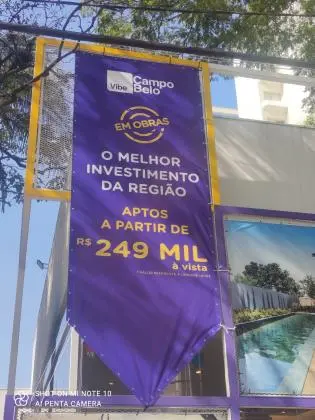 Vibe
Campo
Belo
EM OBRAS
O MELHOR
INVESTIMENTO
DA REGIÃO
APTOS
A PARTIR DE
R$ 249 MIL
à vista
SHOT ON MI NOTE 10
AI PENTA CAMERA